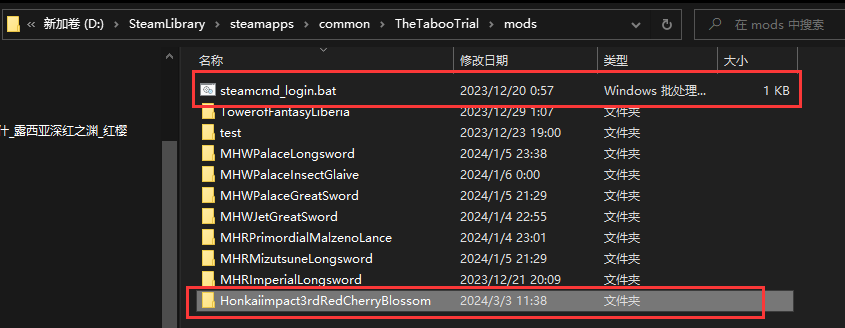 « 新加卷 (D:) › SteamLibrary › steamapps › common › TheTabooTrial › mods
在 mods 中搜索
名称 修改日期 类型 大小
steamcmd_login.bat 2023/12/20 0:57 Windows 批处理... 1 KB
TowerofFantasyLiberia 2023/12/29 1:07 文件夹
什_露西亚深红之渊_红樱
test 2023/12/23 19:00 文件夹
MHWPalaceLongsword 2024/1/5 23:38 文件夹
MHWPalaceInsectGlaive 2024/1/6 0:00 文件夹
MHWPalaceGreatSword 2024/1/5 21:29 文件夹
MHWJetGreatSword 2024/1/4 22:55 文件夹
MHRPrimordialMalzenoLance 2024/1/4 23:01 文件夹
MHRMizutsuneLongsword 2024/1/5 21:29 文件夹
MHRImperialLongsword 2023/12/21 20:09 文件夹
Honkaiimpact3rdRedCherryBlossom 2024/3/3 11:38 文件夹